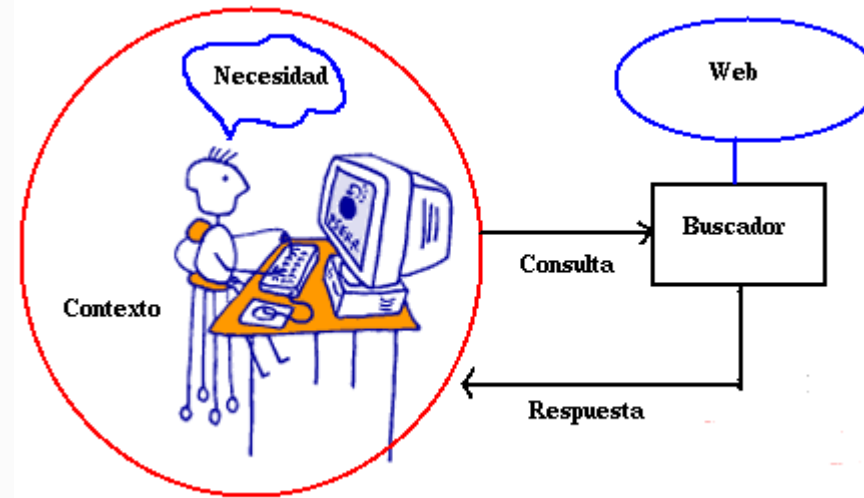 Necesidad
Web
Buscador
Consulta
Contexto
Respuesta